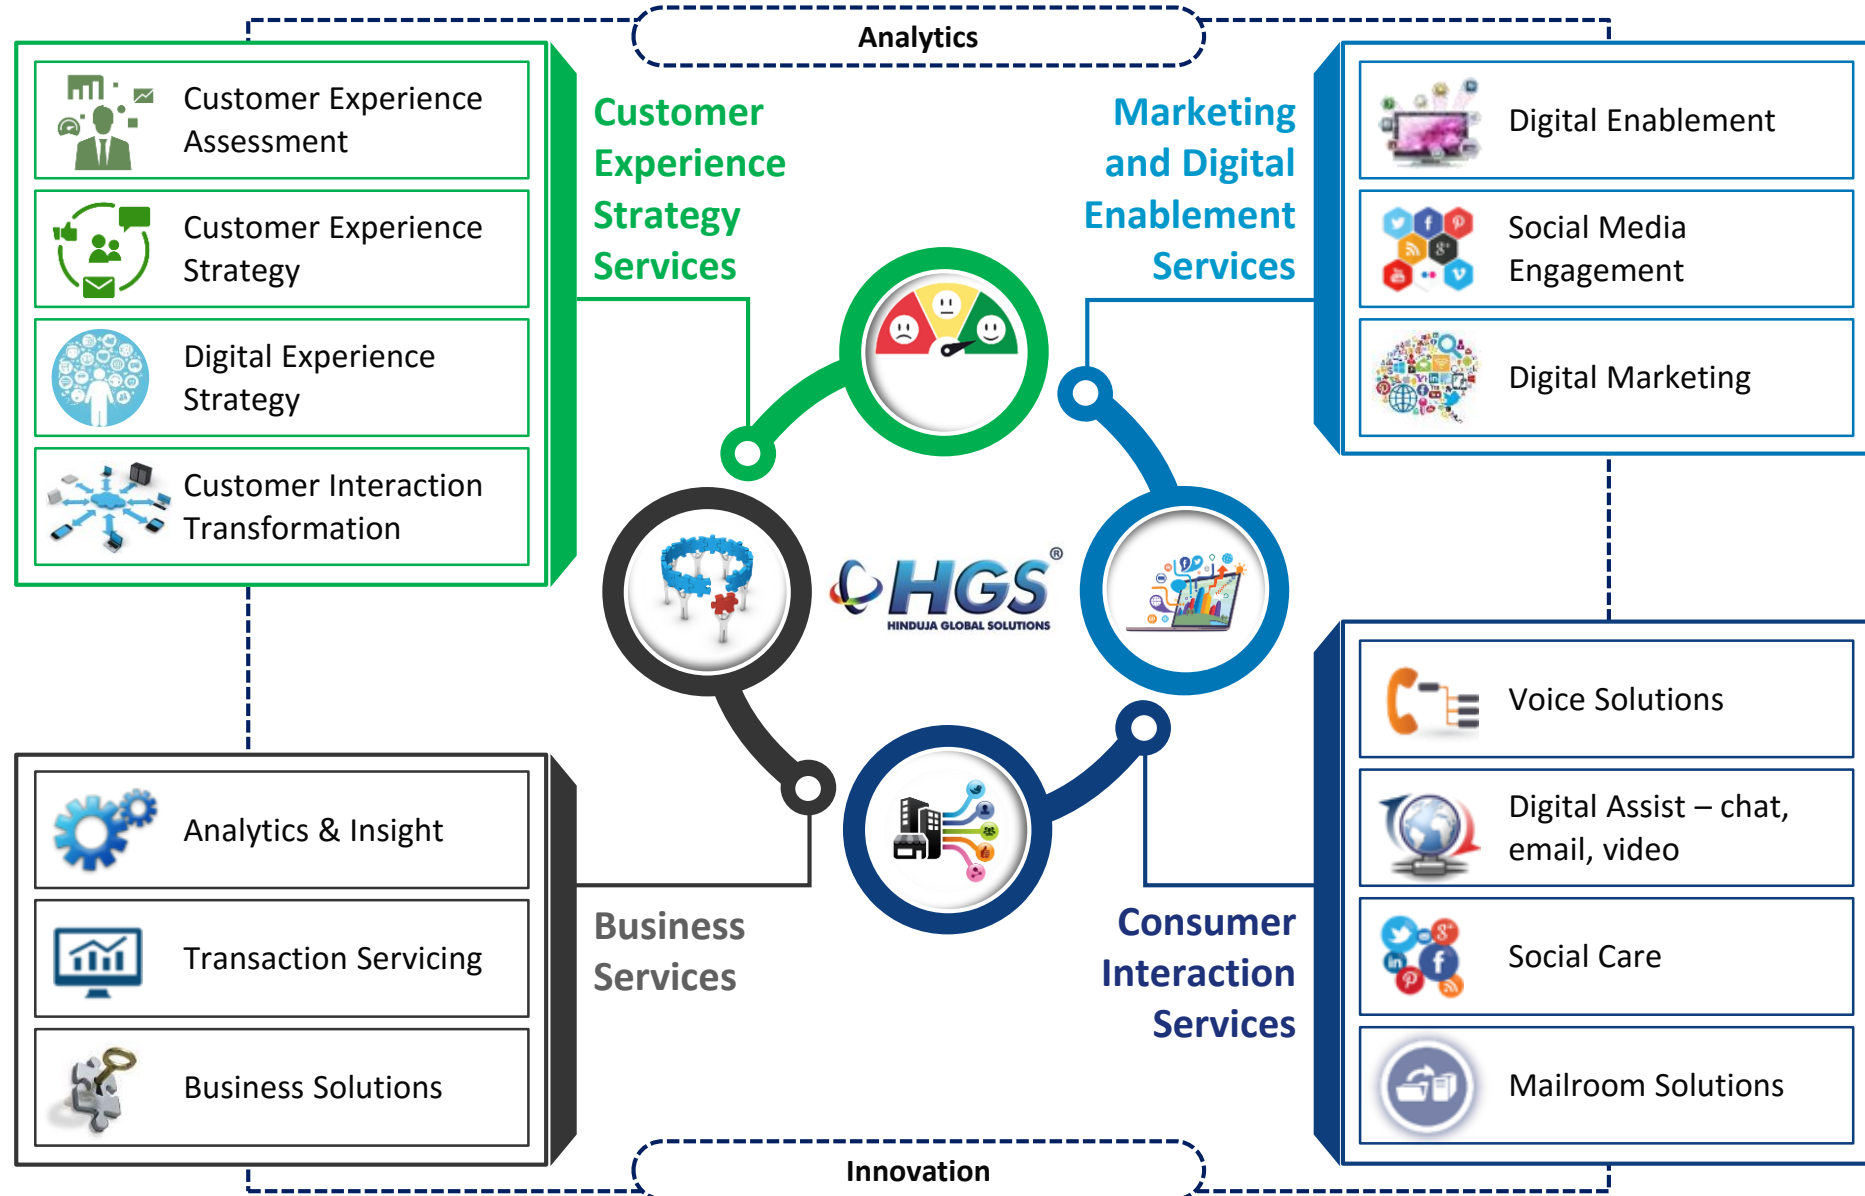 Analytics
Customer Experience
Assessment
Customer Experience
Strategy
Digital Experience
Strategy
Customer Interaction
Transformation
Customer
Experience
Strategy
Services
Marketing
and Digital
Enablement
Services
Digital Enablement
Social Media
Engagement
Digital Marketing
HGS®
HINDUJA GLOBAL SOLUTIONS
Analytics & Insight
Transaction Servicing
Business Solutions
Business
Services
Consumer
Interaction
Services
Voice Solutions
Digital Assist – chat,
email, video
Social Care
Mailroom Solutions
Innovation